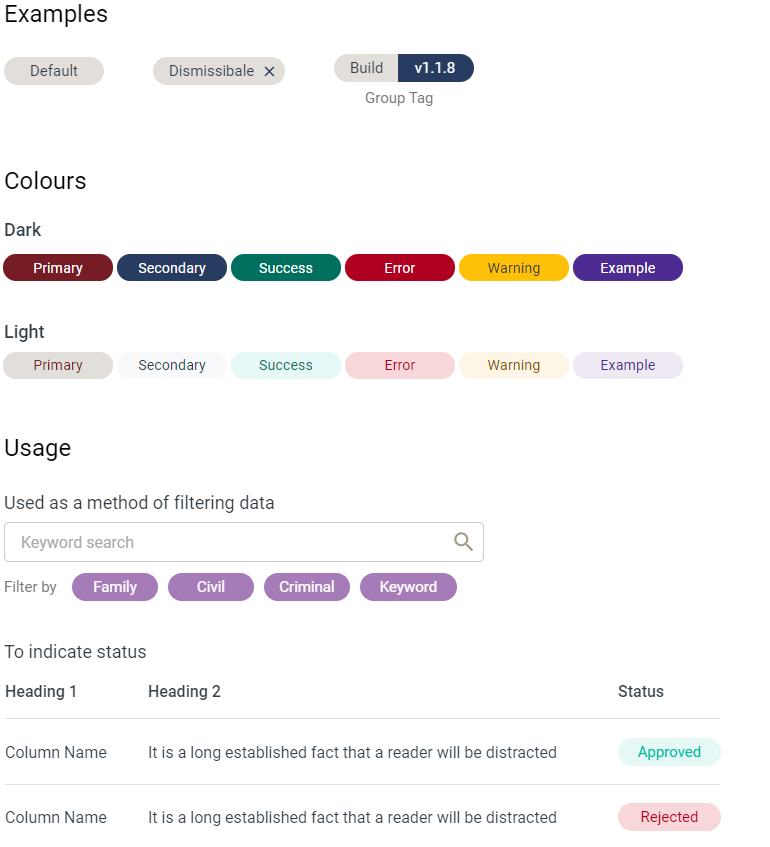 Examples
Default Dismissibale Build v1.1.8
Group Tag
Colours
Dark
Primary Secondary Success Error Warning Example
Light
Primary Secondary Success Error Warning Example
Usage
Used as a method of filtering data
Keyword search
Filter by Family Civil Criminal Keyword
To indicate status
Heading 1 Heading 2 Status
Column Name It is a long established fact that a reader will be distracted Approved
Column Name It is a long established fact that a reader will be distracted Rejected